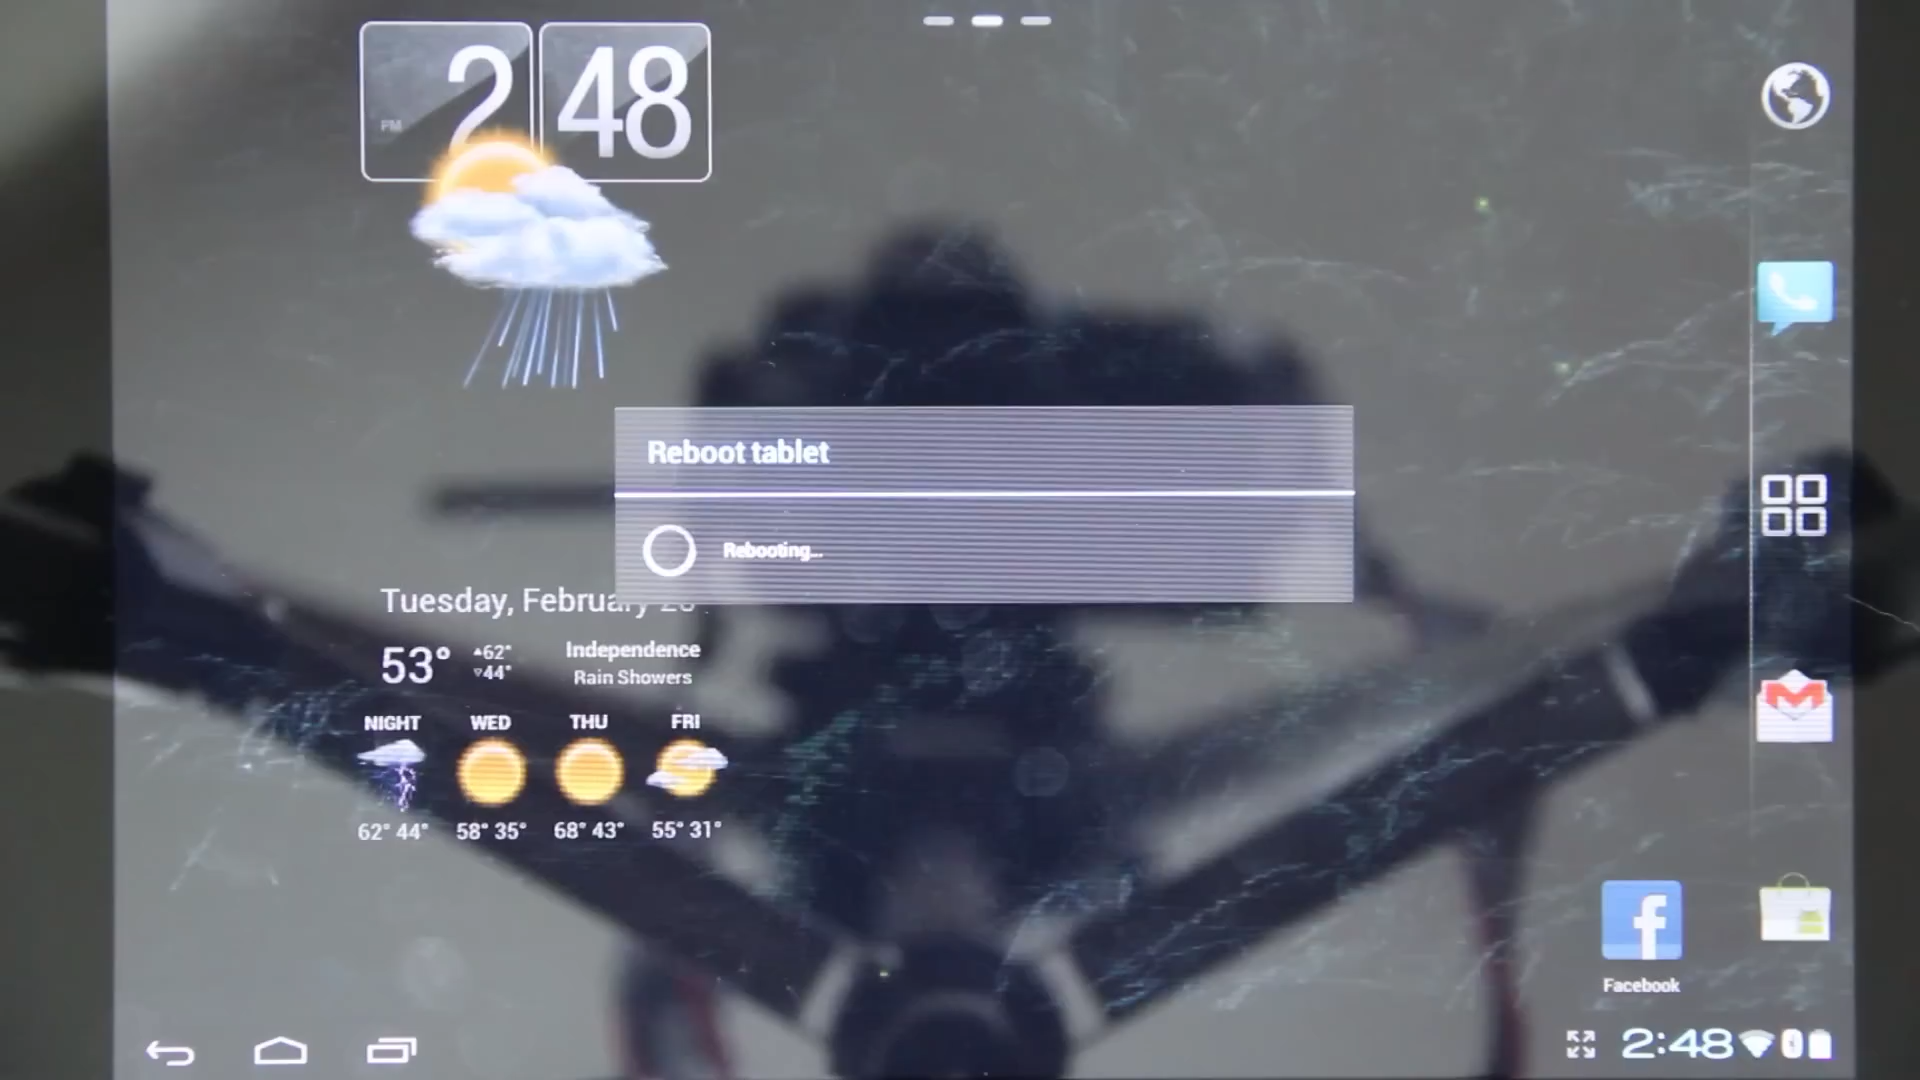 PM 2 48
Reboot tablet
Rebooting...
Tuesday, February
53° 62° 44°
Independence
Rain Showers
NIGHT WED THU FRI
62° 44° 58° 35° 68° 43° 55° 31°
Facebook
2:48